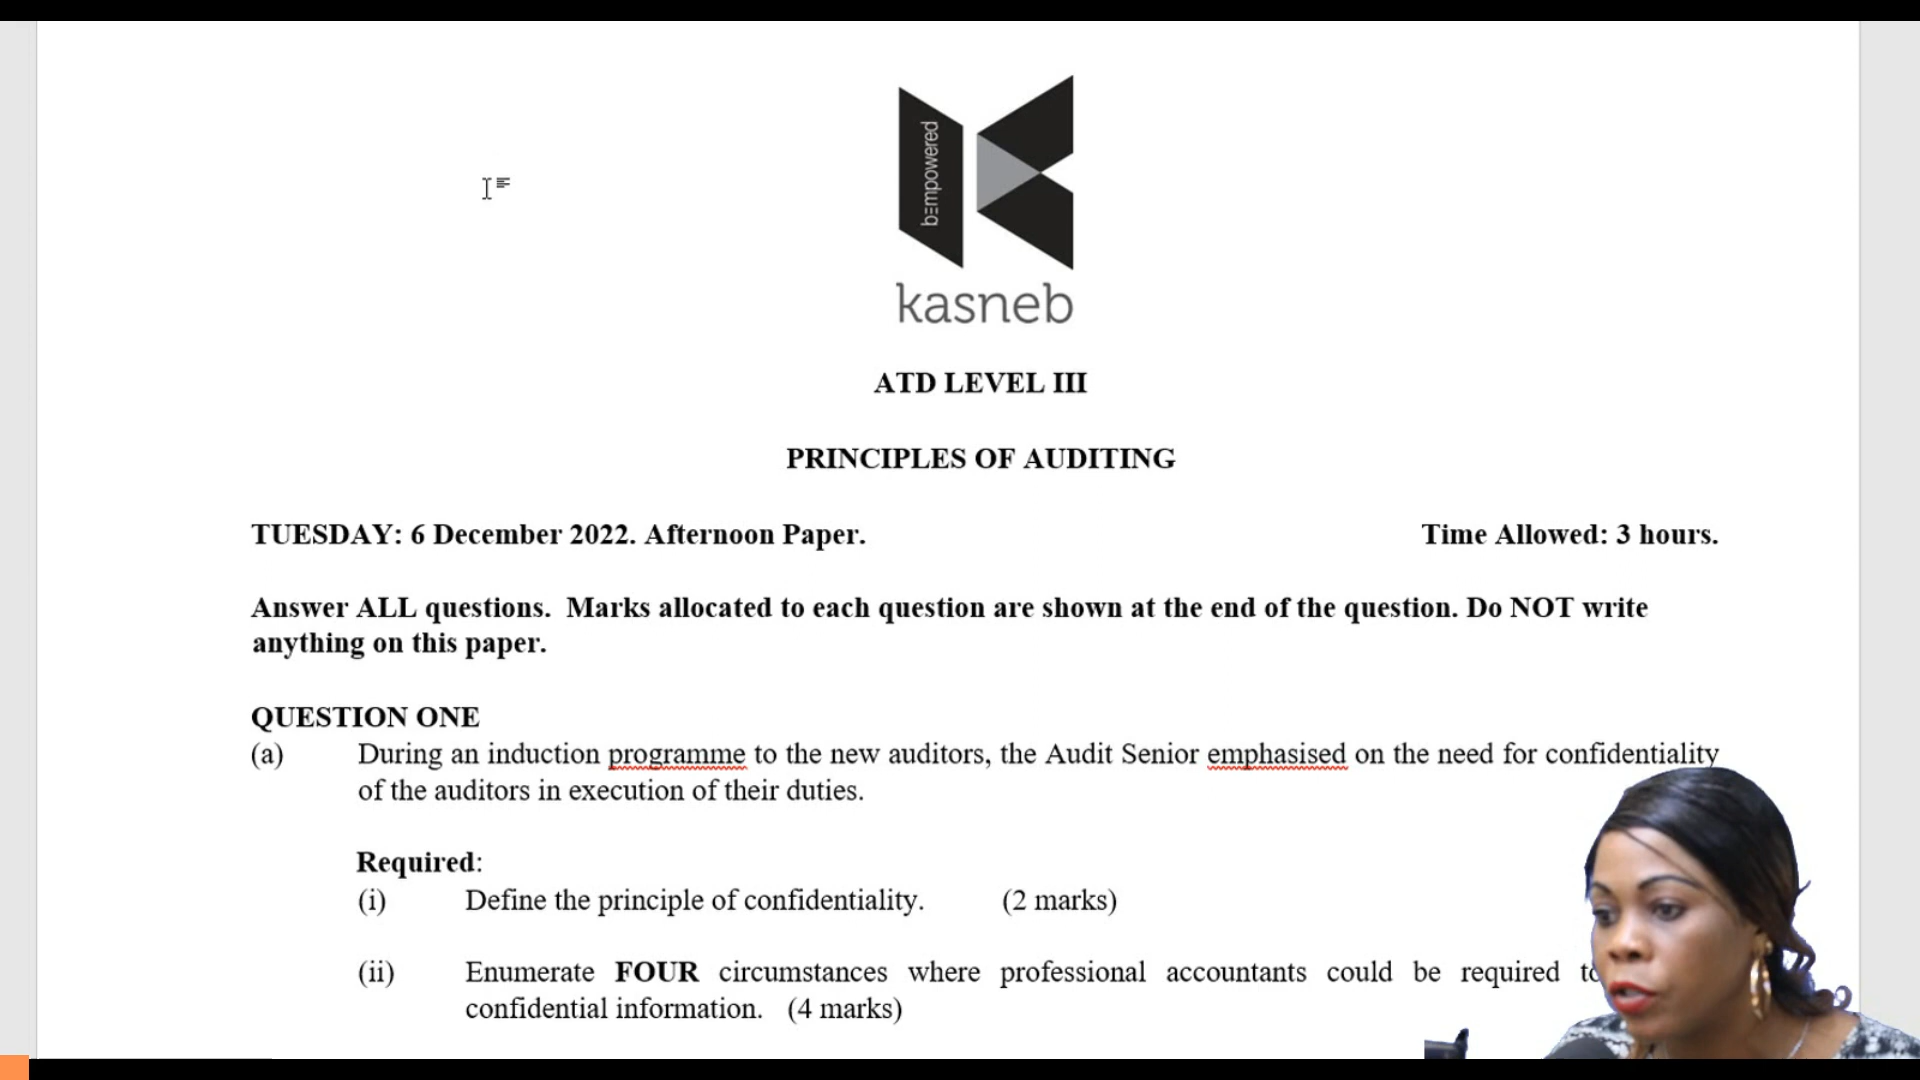 bempowered
kasneb
ATD LEVEL III
PRINCIPLES OF AUDITING
TUESDAY: 6 December 2022. Afternoon Paper. Time Allowed: 3 hours.
Answer ALL questions. Marks allocated to each question are shown at the end of the question. Do NOT write
anything on this paper.
QUESTION ONE
(a) During an induction programme to the new auditors, the Audit Senior emphasised on the need for confidentiality
of the auditors in execution of their duties.
Required:
(i) Define the principle of confidentiality. (2 marks)
(ii) Enumerate FOUR circumstances where professional accountants could be required
confidential information. (4 marks)